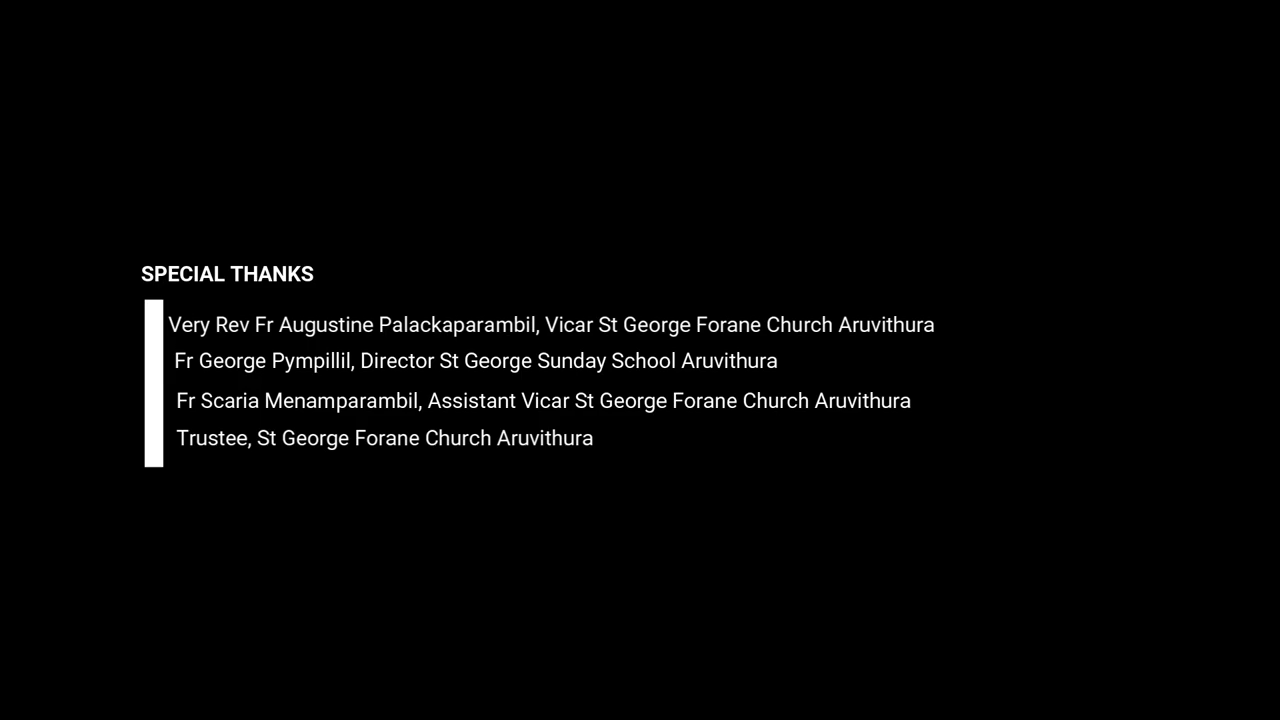 SPECIAL THANKS
Very Rev Fr Augustine Palackaparambil, Vicar St George Forane Church Aruvithura
Fr George Pympillil, Director St George Sunday School Aruvithura
Fr Scaria Menamparambil, Assistant Vicar St George Forane Church Aruvithura
Trustee, St George Forane Church Aruvithura